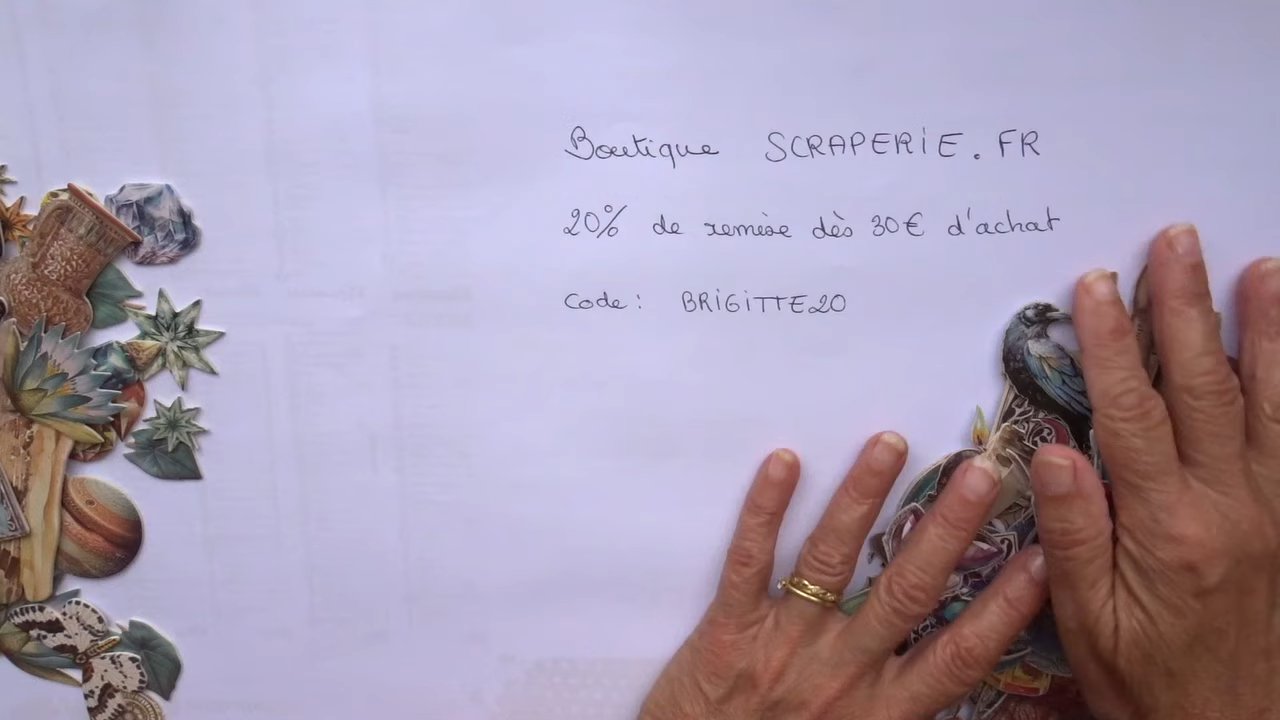 Boutique SCRAPERiE.FR
20% de remise dès 30€ d'achat
Code: BRiGiTTE20